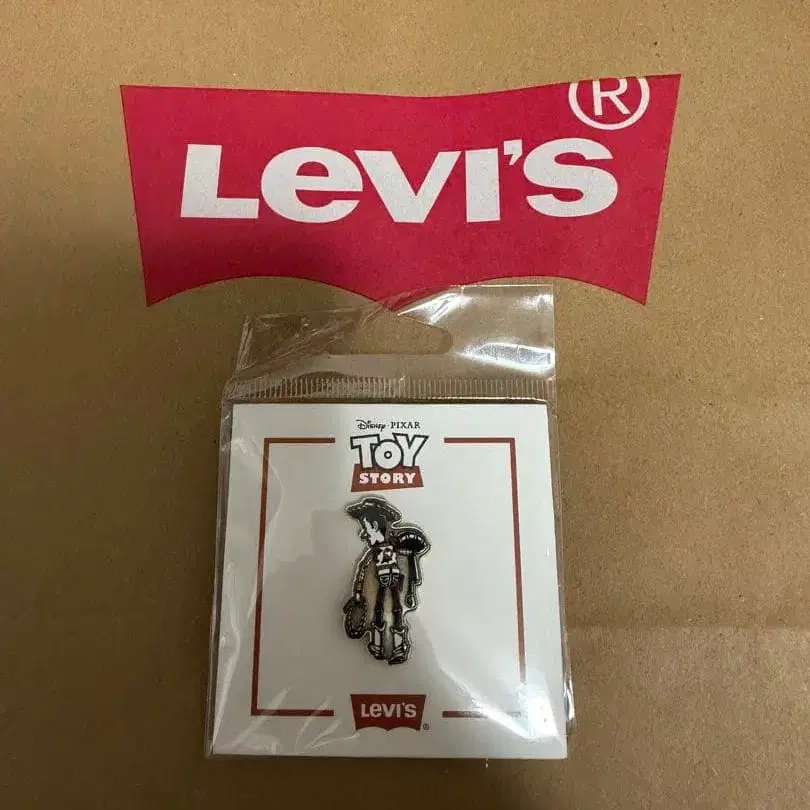 Levi's®
Disney · PIXAR
TOY
STORY
Levi's®